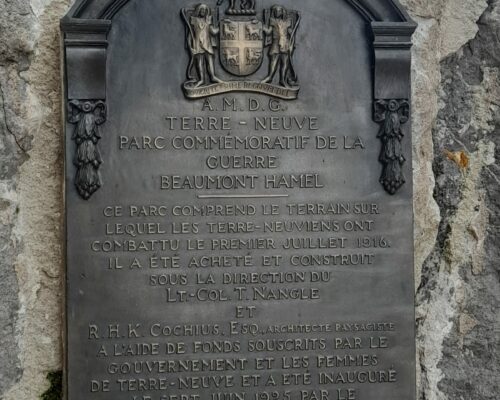 A. M. D. G.
TERRE - NEUVE
PARC COMMÉMORATIF DE LA
GUERRE
BEAUMONT HAMEL
CE PARC COMPREND LE TERRAIN SUR
LEQUEL LES TERRE-NEUVIENS ONT
COMBATTU LE PREMIER JUILLET 1916.
IL A ÉTÉ ACHETÉ ET CONSTRUIT
SOUS LA DIRECTION DU
LT.-COL. T. NANGLE
ET
R. H. K. COCHIUS, ESQ., ARCHITECTE PAYSAGISTE
A L'AIDE DE FONDS SOUSCRITS PAR LE
GOUVERNEMENT ET LES FEMMES
DE TERRE-NEUVE ET A ÉTÉ INAUGURÉ
LE SEPT JUIN 1925 PAR LE